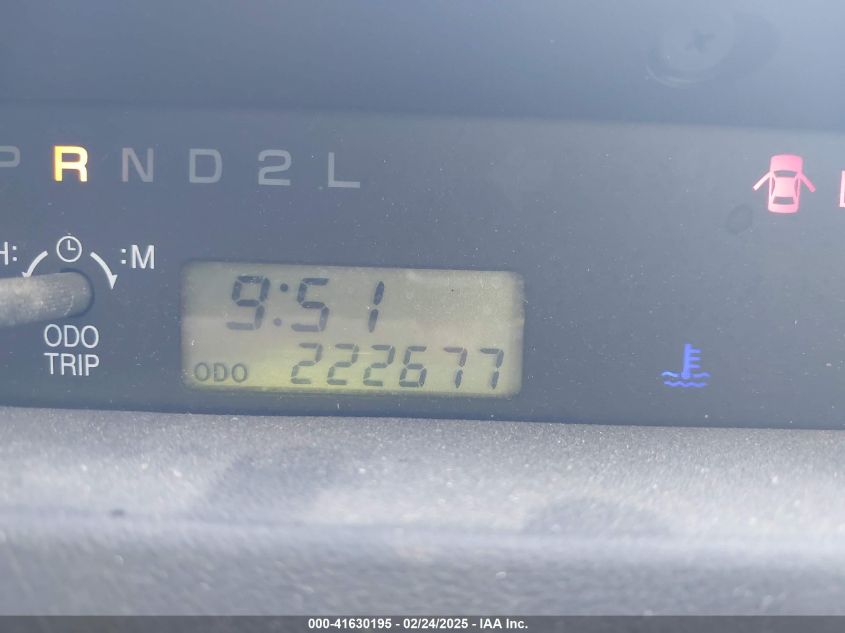 P R N D 2 L
H: :M
ODO
TRIP
9:51
ODO 222677
000-41630195 - 02/24/2025 - IAA Inc.